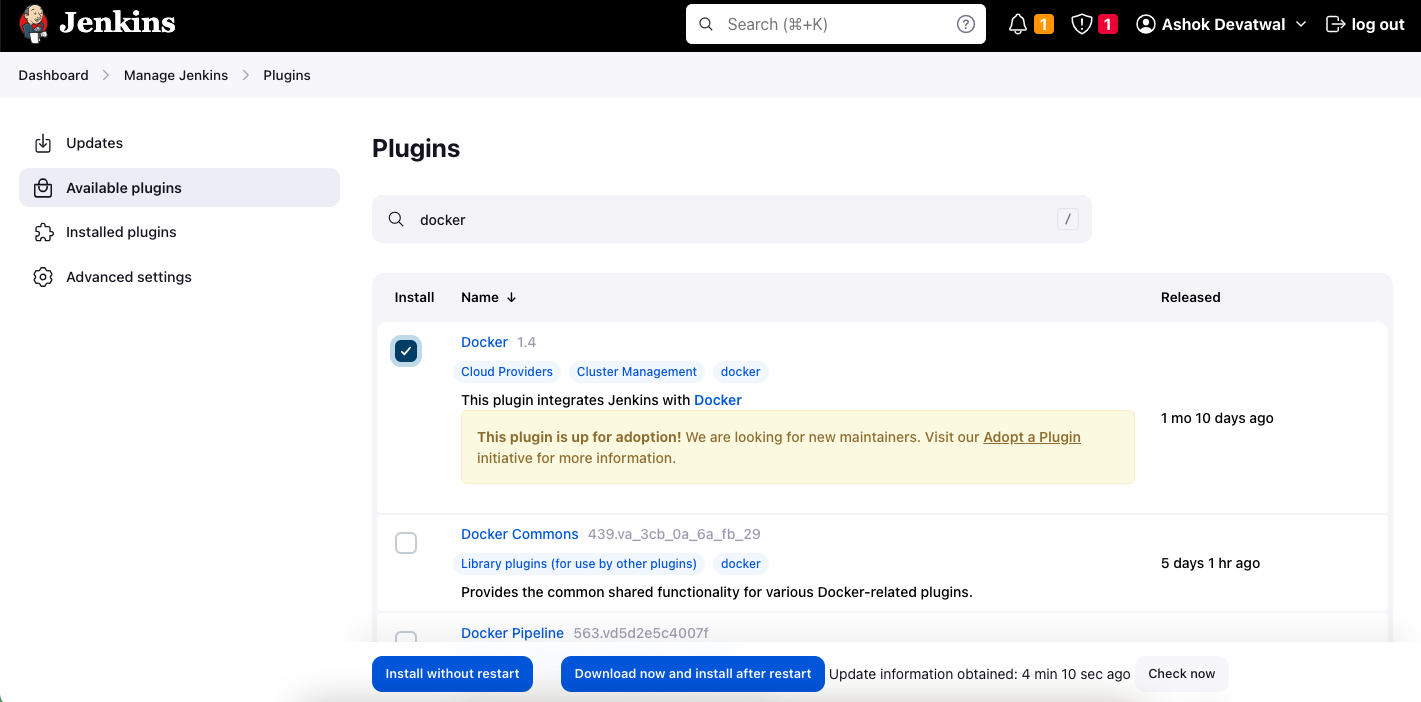 Jenkins
Search (⌘+K)
?
1
1
Ashok Devatwal
log out
Dashboard
Manage Jenkins
Plugins
Updates
Available plugins
Installed plugins
Advanced settings
Plugins
docker
/
Install
Name ↓
Released
Docker 1.4
Cloud Providers
Cluster Management
docker
This plugin integrates Jenkins with Docker
This plugin is up for adoption! We are looking for new maintainers. Visit our Adopt a Plugin
initiative for more information.
1 mo 10 days ago
Docker Commons 439.va_3cb_0a_6a_fb_29
Library plugins (for use by other plugins)
docker
Provides the common shared functionality for various Docker-related plugins.
5 days 1 hr ago
Docker Pipeline 563.vd5d2e5c4007f
Install without restart
Download now and install after restart
Update information obtained: 4 min 10 sec ago
Check now